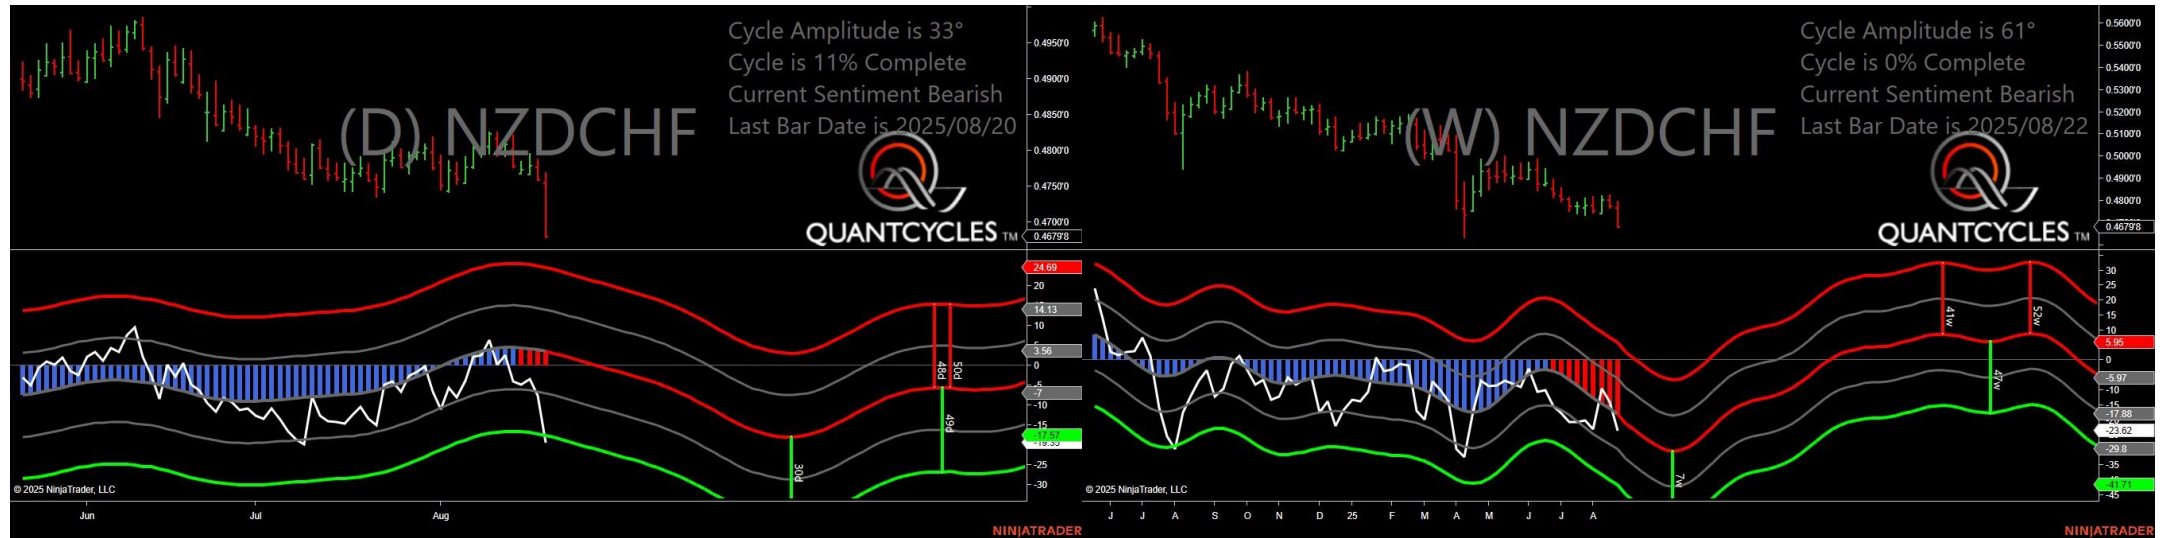 Cycle Amplitude is 33°
Cycle is 11% Complete
Current Sentiment Bearish
Last Bar Date is 2025/08/20
(D) NZDCHF
QUANTCYCLES TM
0.4950'0
0.4900'0
0.4850'0
0.4800'0
0.4750'0
0.4700'0
0.4679'8
24.69
20
14.13
10
3.56
0
-5
-7
-10
-15
-17.57
-25
-30
30d
48d
50d
49d
© 2025 NinjaTrader, LLC
Jun
Jul
Aug
NINJATRADER
Cycle Amplitude is 61°
Cycle is 0% Complete
Current Sentiment Bearish
Last Bar Date is 2025/08/22
(W) NZDCHF
QUANTCYCLES TM
0.5600'0
0.5500'0
0.5400'0
0.5300'0
0.5200'0
0.5100'0
0.5000'0
0.4900'0
0.4800'0
0.4679'8
30
25
20
15
10
5.95
0
-5.97
-10
-15
-17.88
-23.62
-29.8
-35
-41.71
-45
7w
41w
47w
52w
© 2025 NinjaTrader, LLC
J
J
A
S
O
N
D
25
F
M
A
M
J
J
A
NINJATRADER